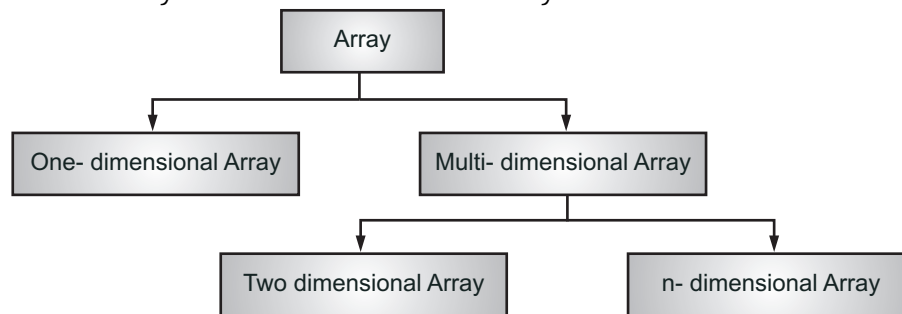 Array
One- dimensional Array
Multi- dimensional Array
Two dimensional Array
n- dimensional Array